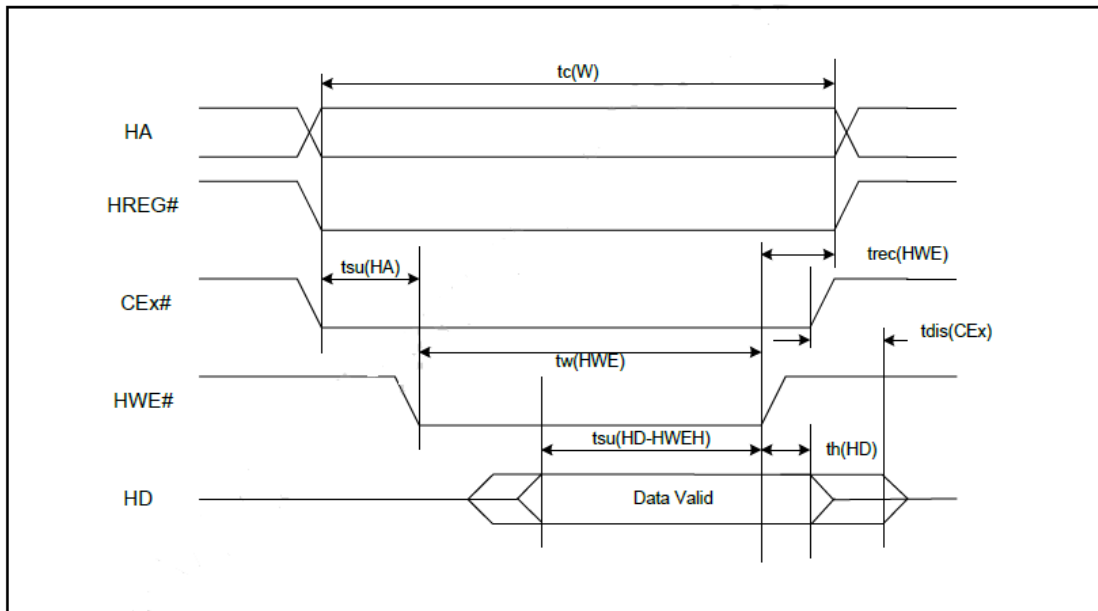 tc(W)
HA
HREG#
trec(HWE)
tsu(HA)
CEx#
tdis(CEx)
tw(HWE)
HWE#
tsu(HD-HWEH)
th(HD)
HD
Data Valid